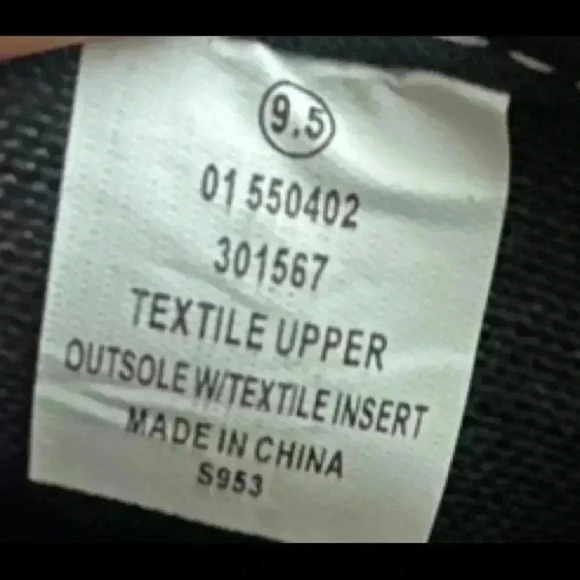 9.5
01 550402
301567
TEXTILE UPPER
OUTSOLE W/TEXTILE INSERT
MADE IN CHINA
S953